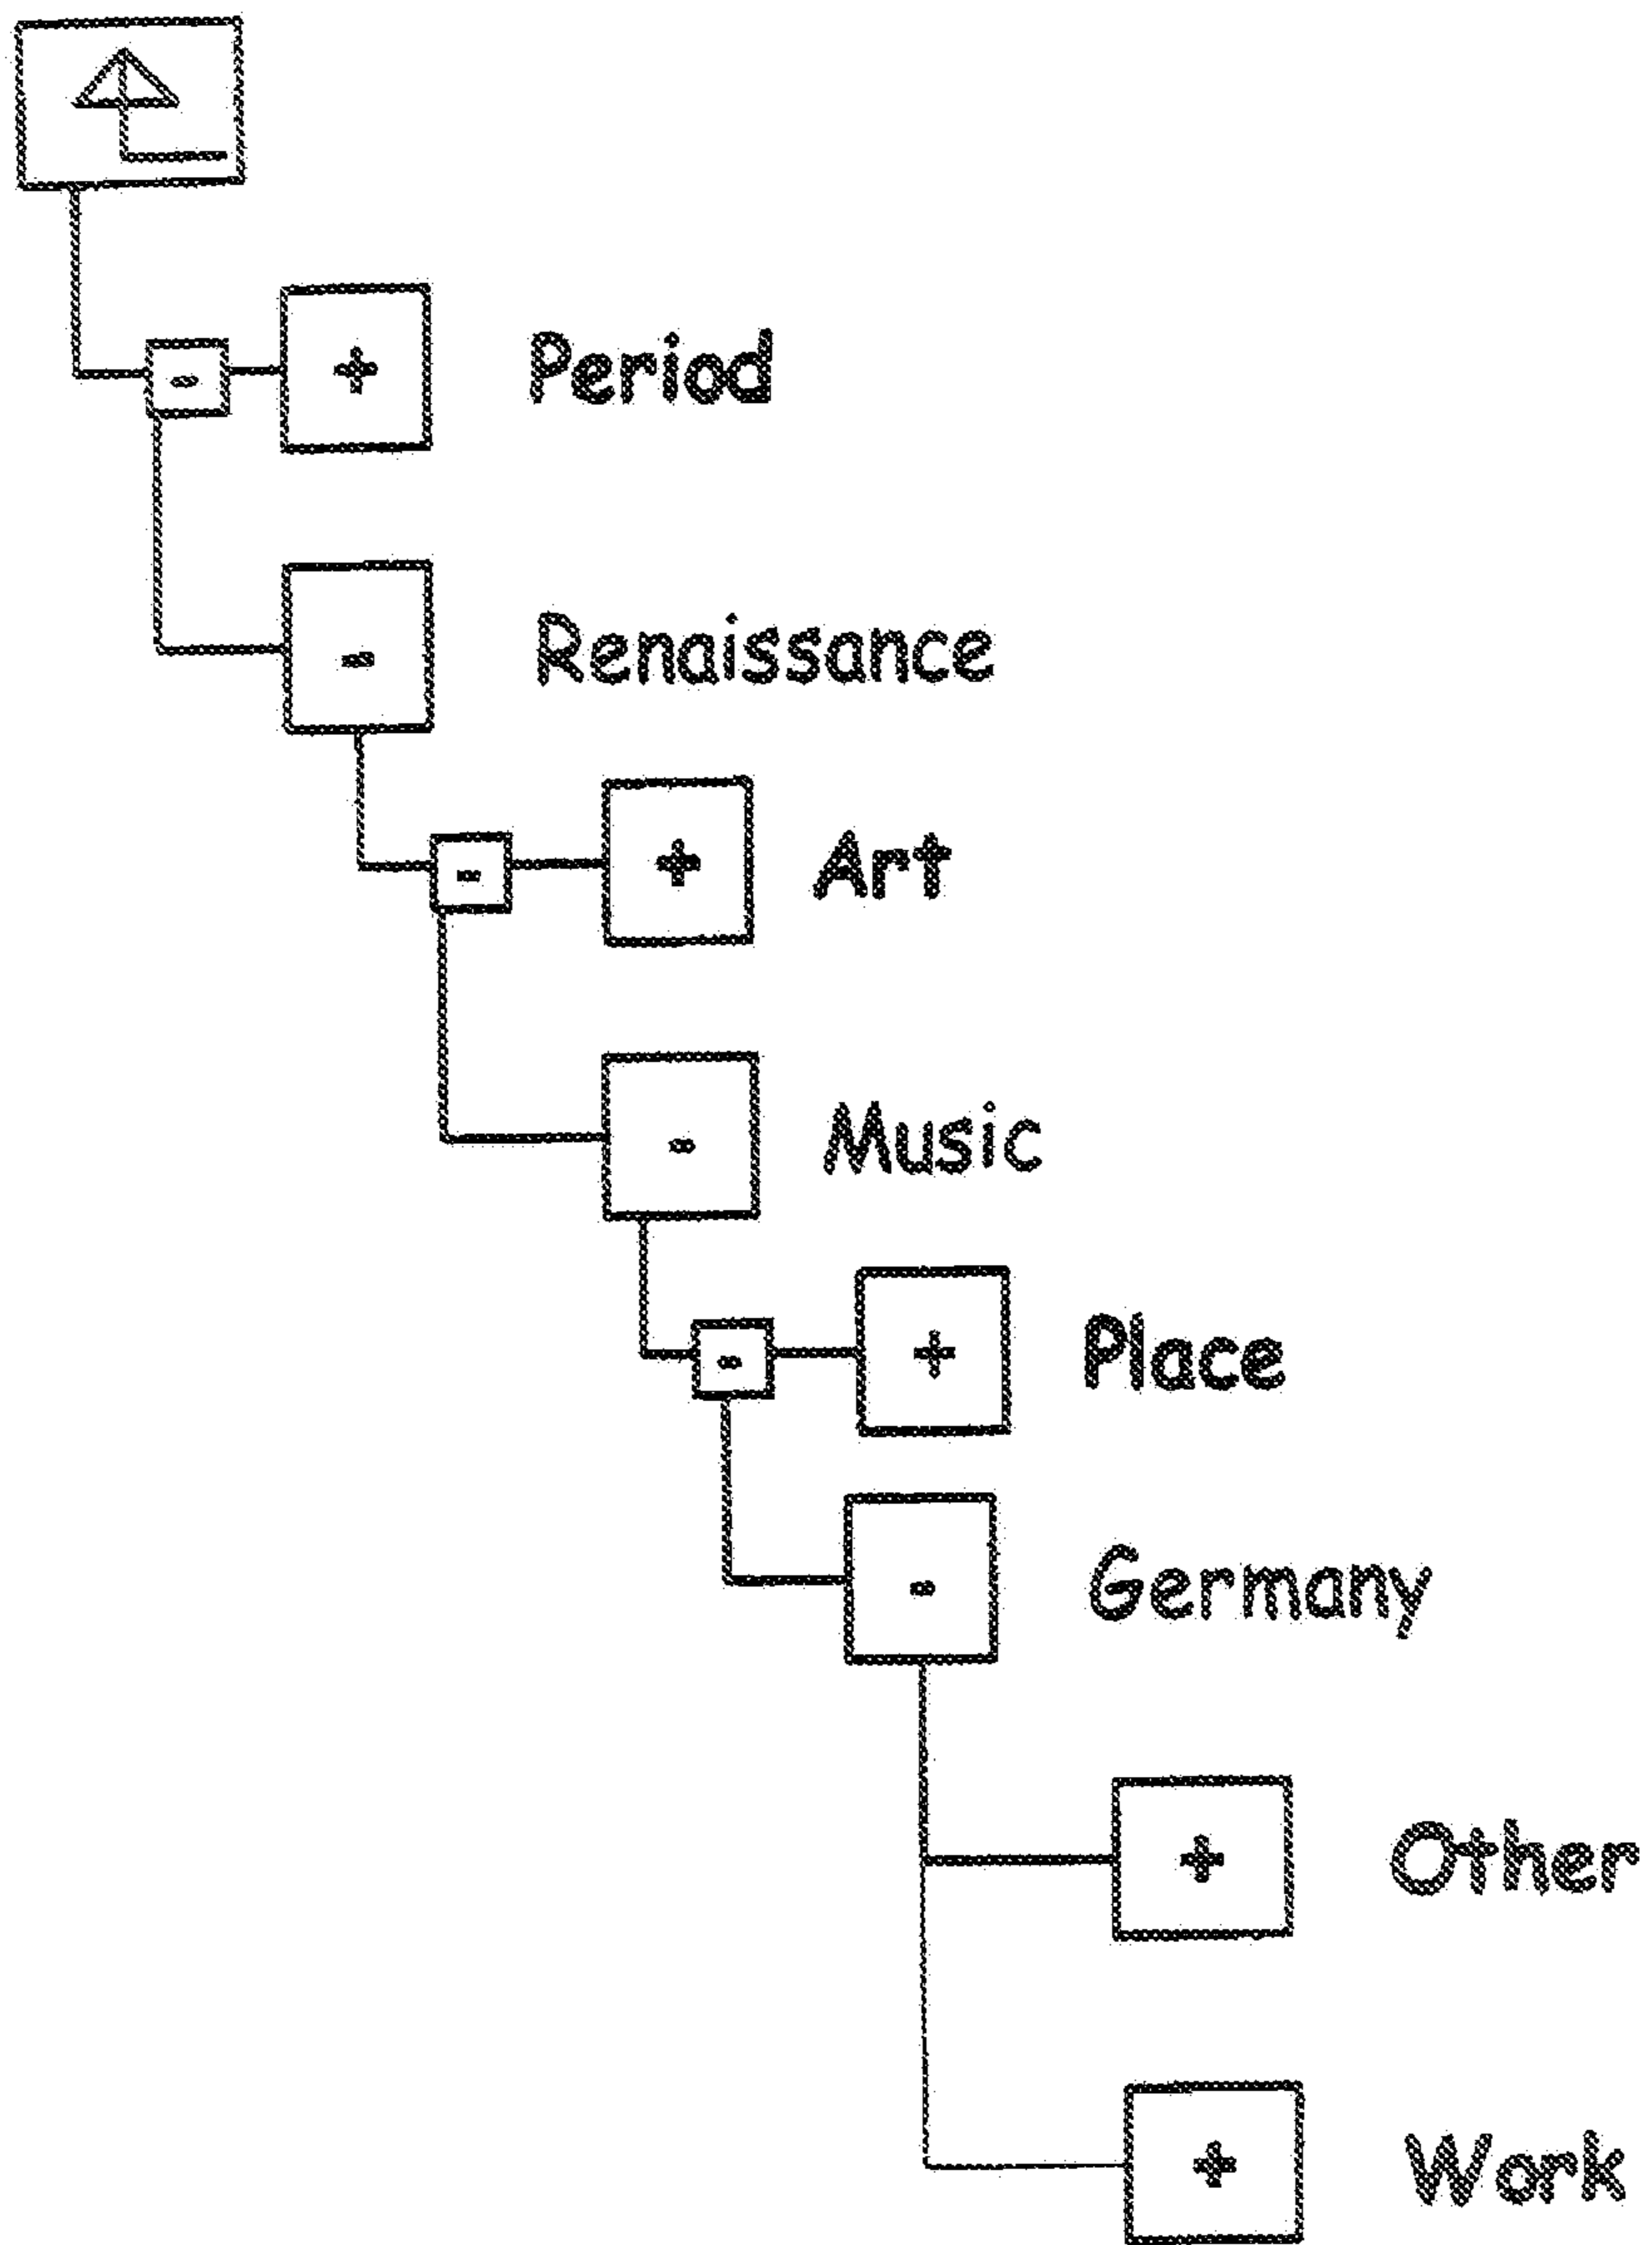 - + Period
- Renaissance
- + Art
- Music
- + Place
- Germany
+ Other
+ Work